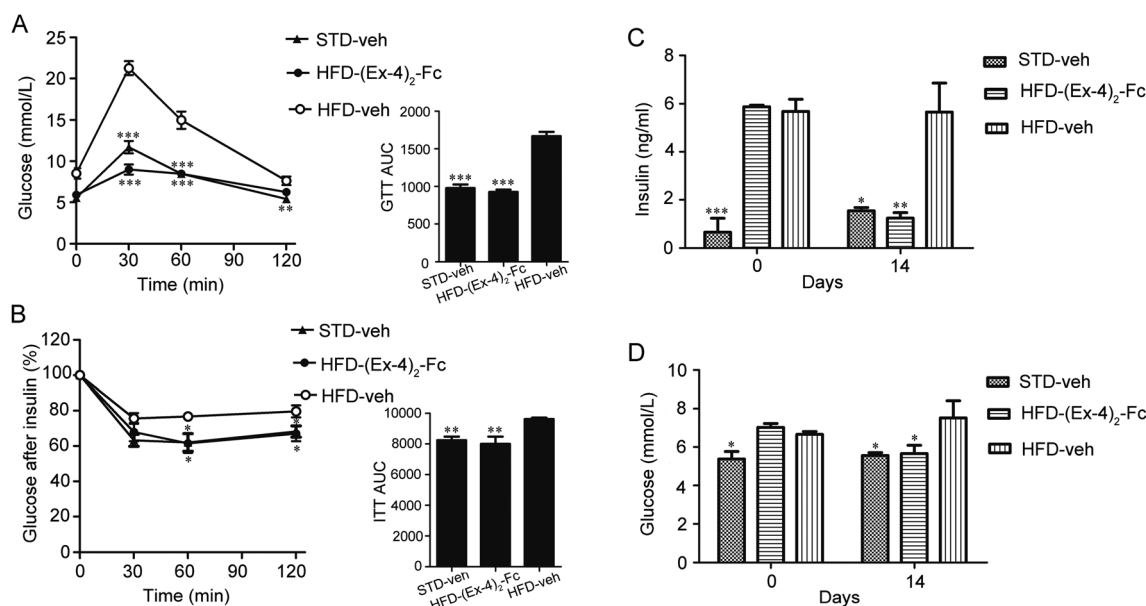 A
Glucose (mmol/L)
25
20
15
10
5
0
***
***
***
***
**
0 30 60 90 120
Time (min)
STD-veh
HFD-(Ex-4)₂-Fc
HFD-veh
GTT AUC
2000
1500
1000
500
0
*** ***
STD-veh
HFD-(Ex-4)₂-Fc
HFD-veh
B
Glucose after insulin (%)
120
100
80
60
40
20
0
*
*
*
*
0 30 60 90 120
Time (min)
STD-veh
HFD-(Ex-4)₂-Fc
HFD-veh
ITT AUC
10000
8000
6000
4000
2000
0
** **
STD-veh
HFD-(Ex-4)₂-Fc
HFD-veh
C
Insulin (ng/ml)
8
6
4
2
0
***
*
**
0 14
Days
STD-veh
HFD-(Ex-4)₂-Fc
HFD-veh
D
Glucose (mmol/L)
10
8
6
4
2
0
*
*
*
0 14
Days
STD-veh
HFD-(Ex-4)₂-Fc
HFD-veh